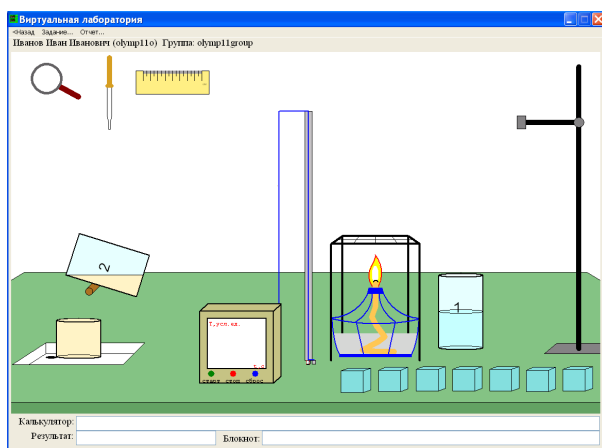 Виртуальная лаборатория
<Назад Задание... Отчет...
Иванов Иван Иванович (olymp11o) Группа: olymp11group
2
1
T,усл.ед.
t,c
старт стоп сброс
Калькулятор:
Результат: Блокнот: